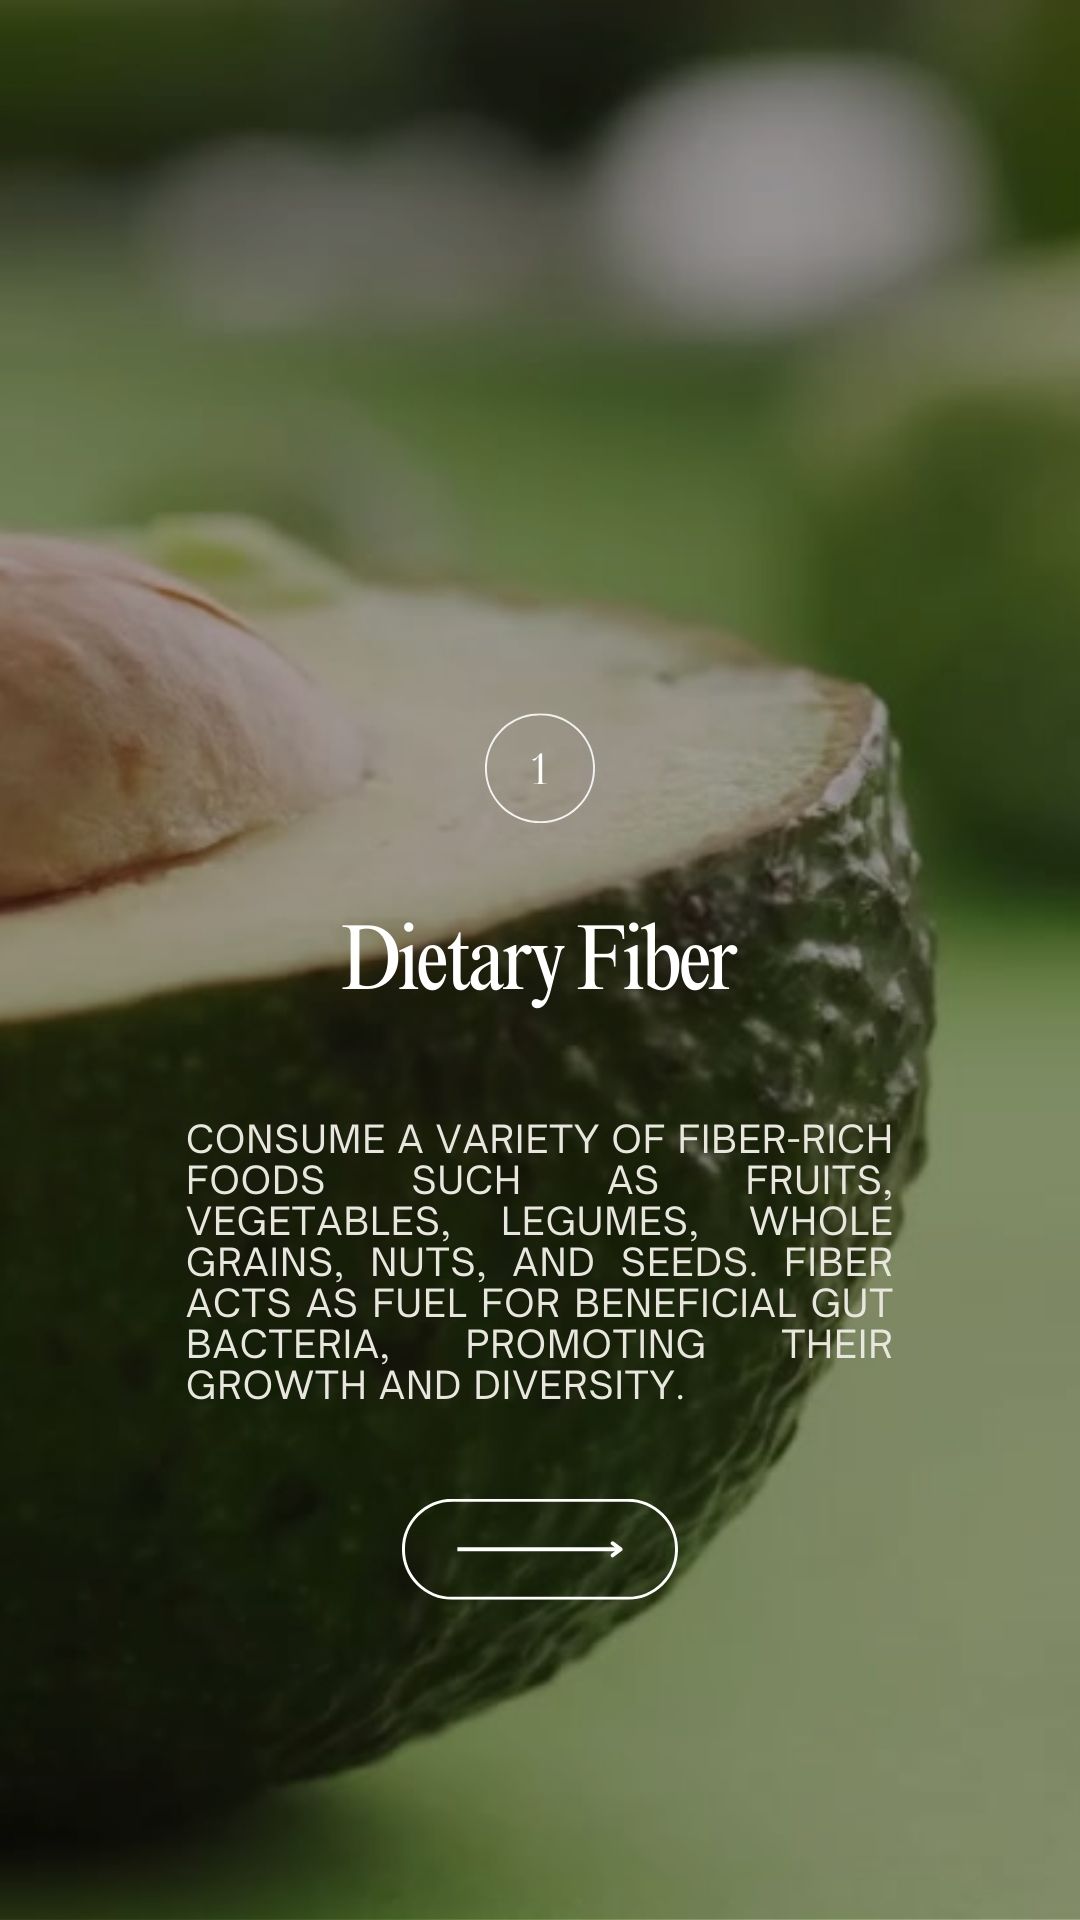 1
Dietary Fiber
CONSUME A VARIETY OF FIBER-RICH
FOODS SUCH AS FRUITS,
VEGETABLES, LEGUMES, WHOLE
GRAINS, NUTS, AND SEEDS. FIBER
ACTS AS FUEL FOR BENEFICIAL GUT
BACTERIA, PROMOTING THEIR
GROWTH AND DIVERSITY.